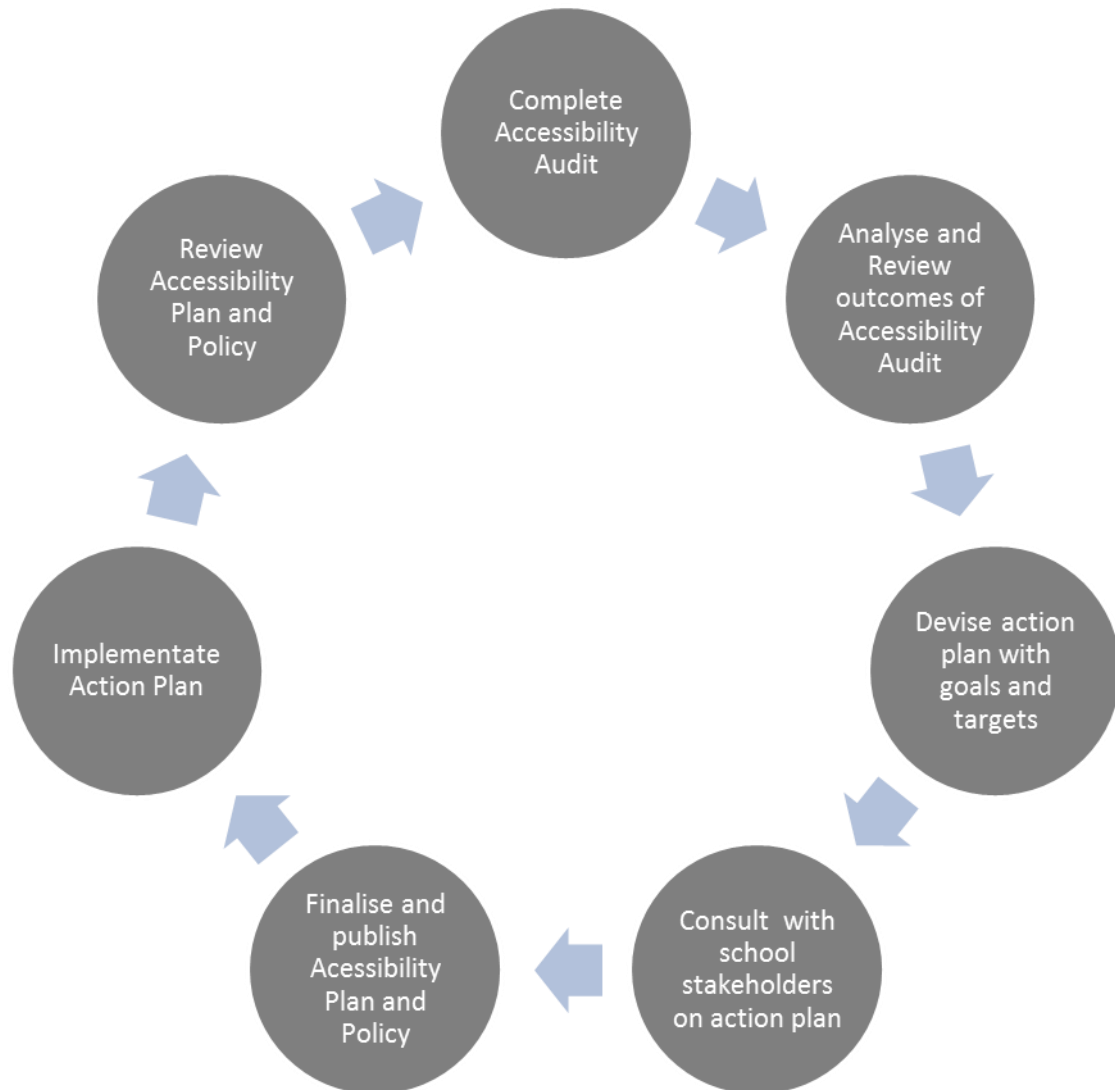 Complete
Accessibility
Audit
Analyse and
Review
outcomes of
Accessibility
Audit
Devise action
plan with
goals and
targets
Consult with
school
stakeholders
on action plan
Finalise and
publish
Acessibility
Plan and
Policy
Implementate
Action Plan
Review
Accessibility
Plan and
Policy